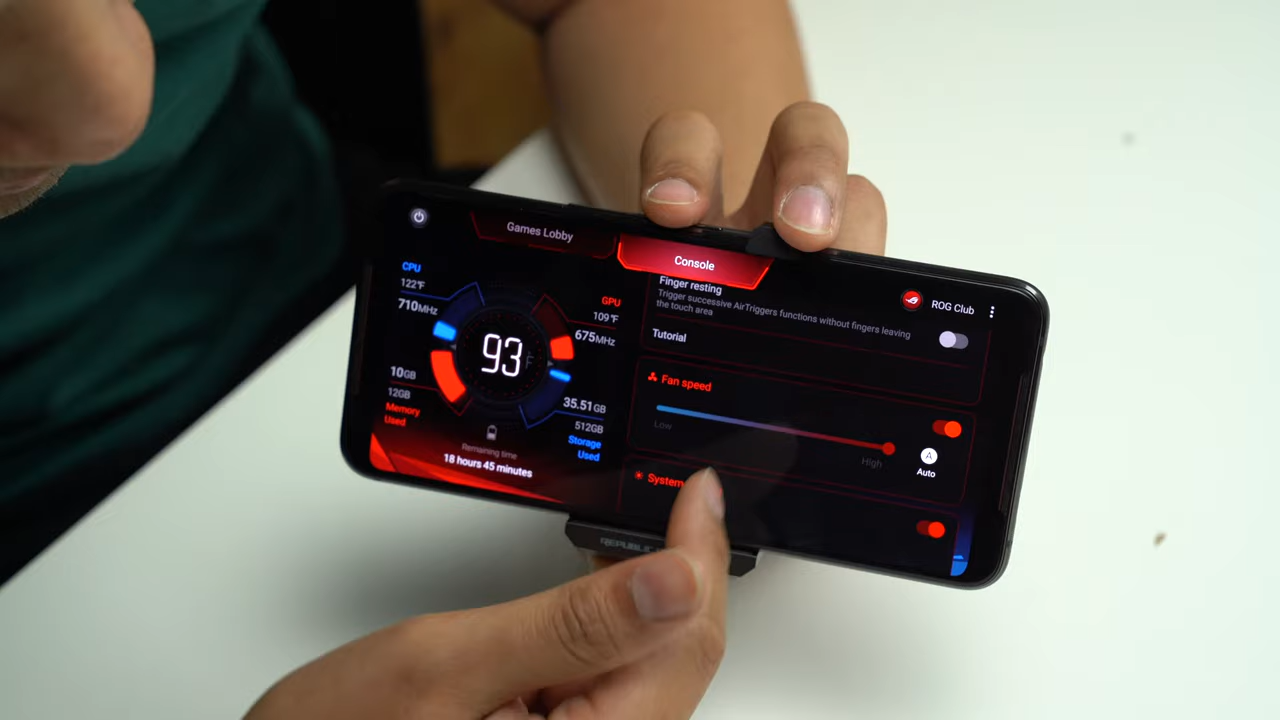 Games Lobby
Console
ROG Club
CPU
122°F
710MHz
GPU
109°F
675MHz
93°F
10GB
12GB
Memory
Used
35.51GB
512GB
Storage
Used
Remaining time
18 hours 45 minutes
Finger resting
Trigger successive AirTriggers functions without fingers leaving
the touch area
Tutorial
Fan speed
Low
High
A
Auto
System